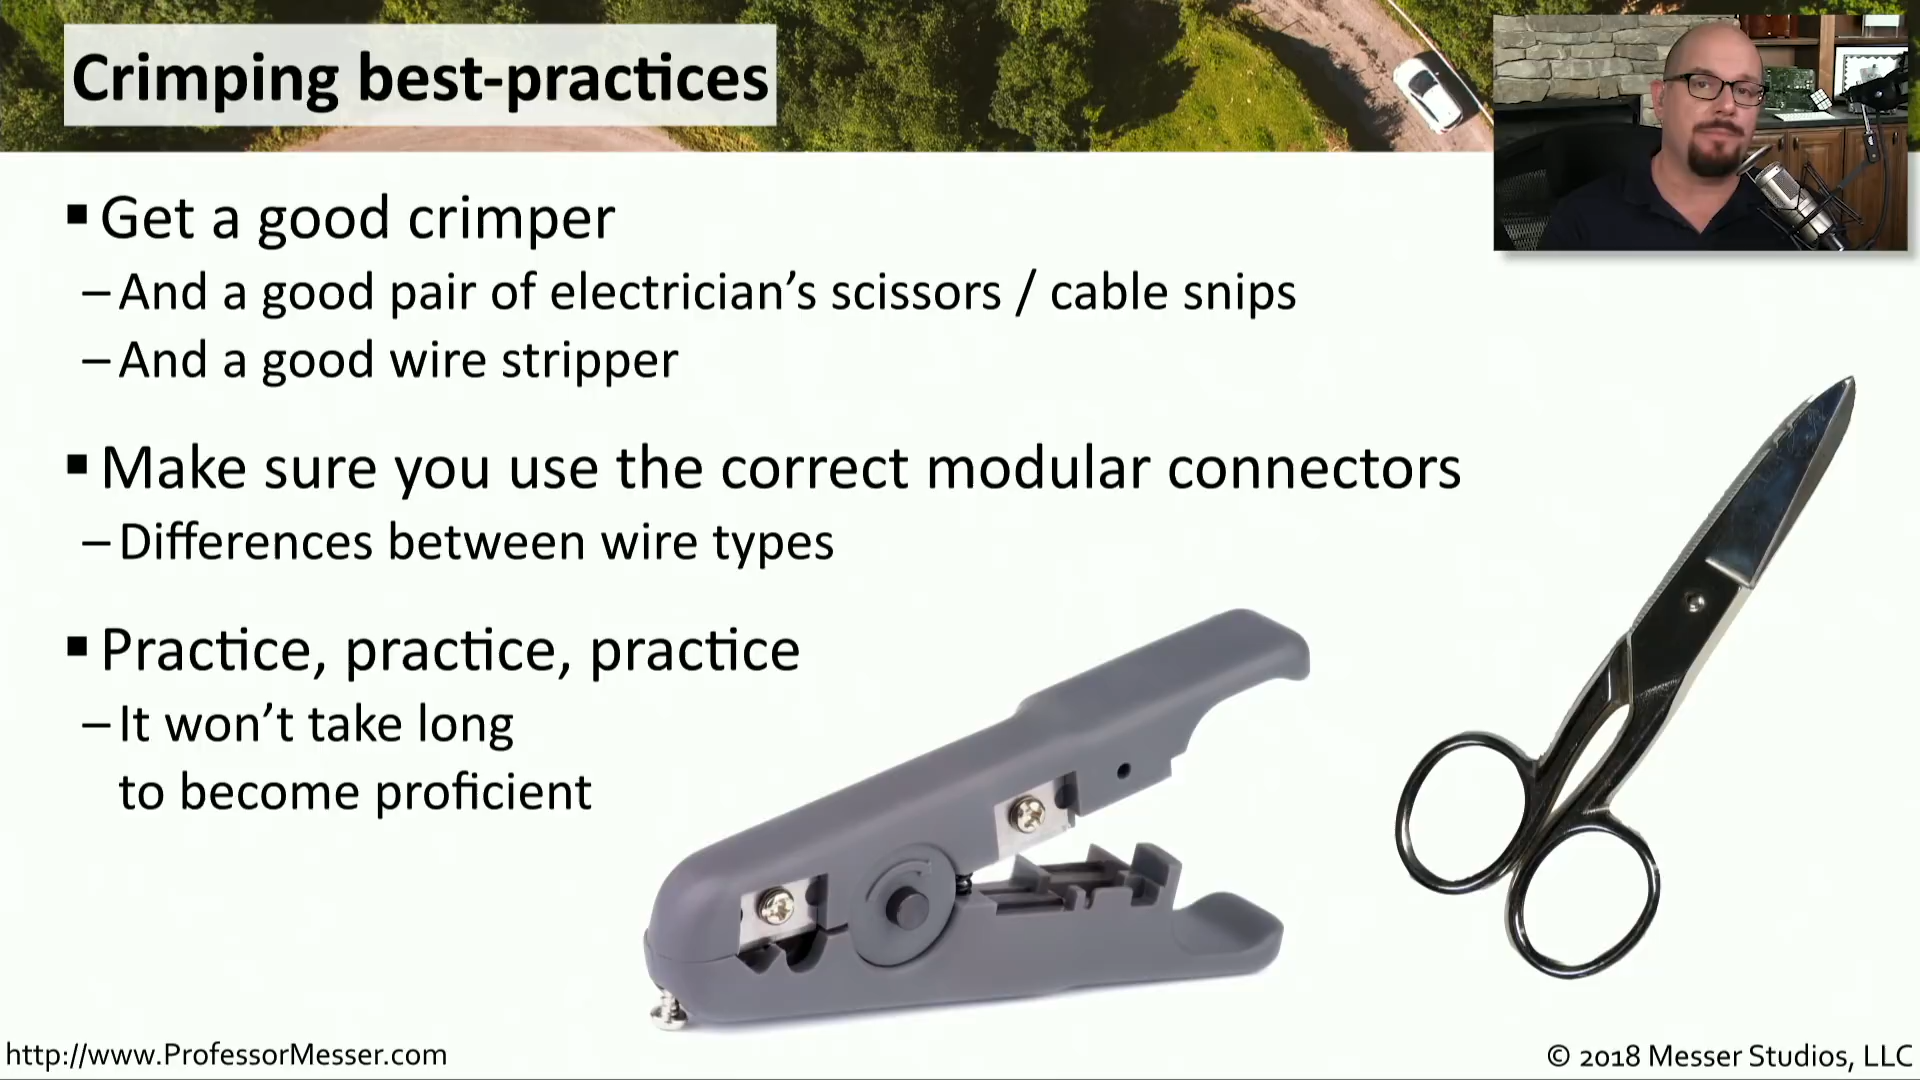 Crimping best-practices
▪ Get a good crimper
– And a good pair of electrician’s scissors / cable snips
– And a good wire stripper
▪ Make sure you use the correct modular connectors
– Differences between wire types
▪ Practice, practice, practice
– It won’t take long
to become proficient
http://www.ProfessorMesser.com
© 2018 Messer Studios, LLC